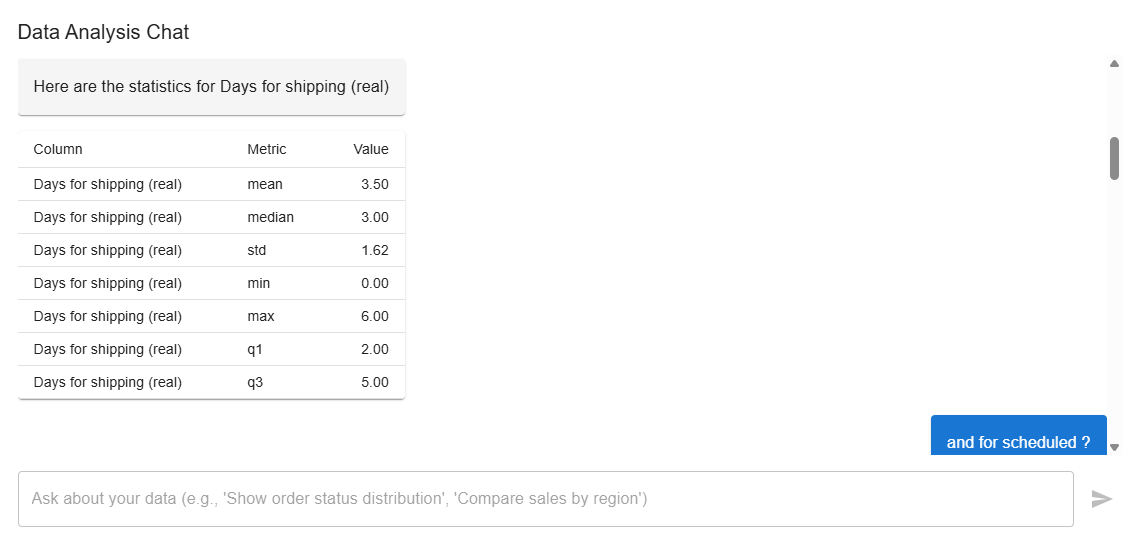 Data Analysis Chat
Here are the statistics for Days for shipping (real)
Column Metric Value
Days for shipping (real) mean 3.50
Days for shipping (real) median 3.00
Days for shipping (real) std 1.62
Days for shipping (real) min 0.00
Days for shipping (real) max 6.00
Days for shipping (real) q1 2.00
Days for shipping (real) q3 5.00
and for scheduled ?
Ask about your data (e.g., 'Show order status distribution', 'Compare sales by region')